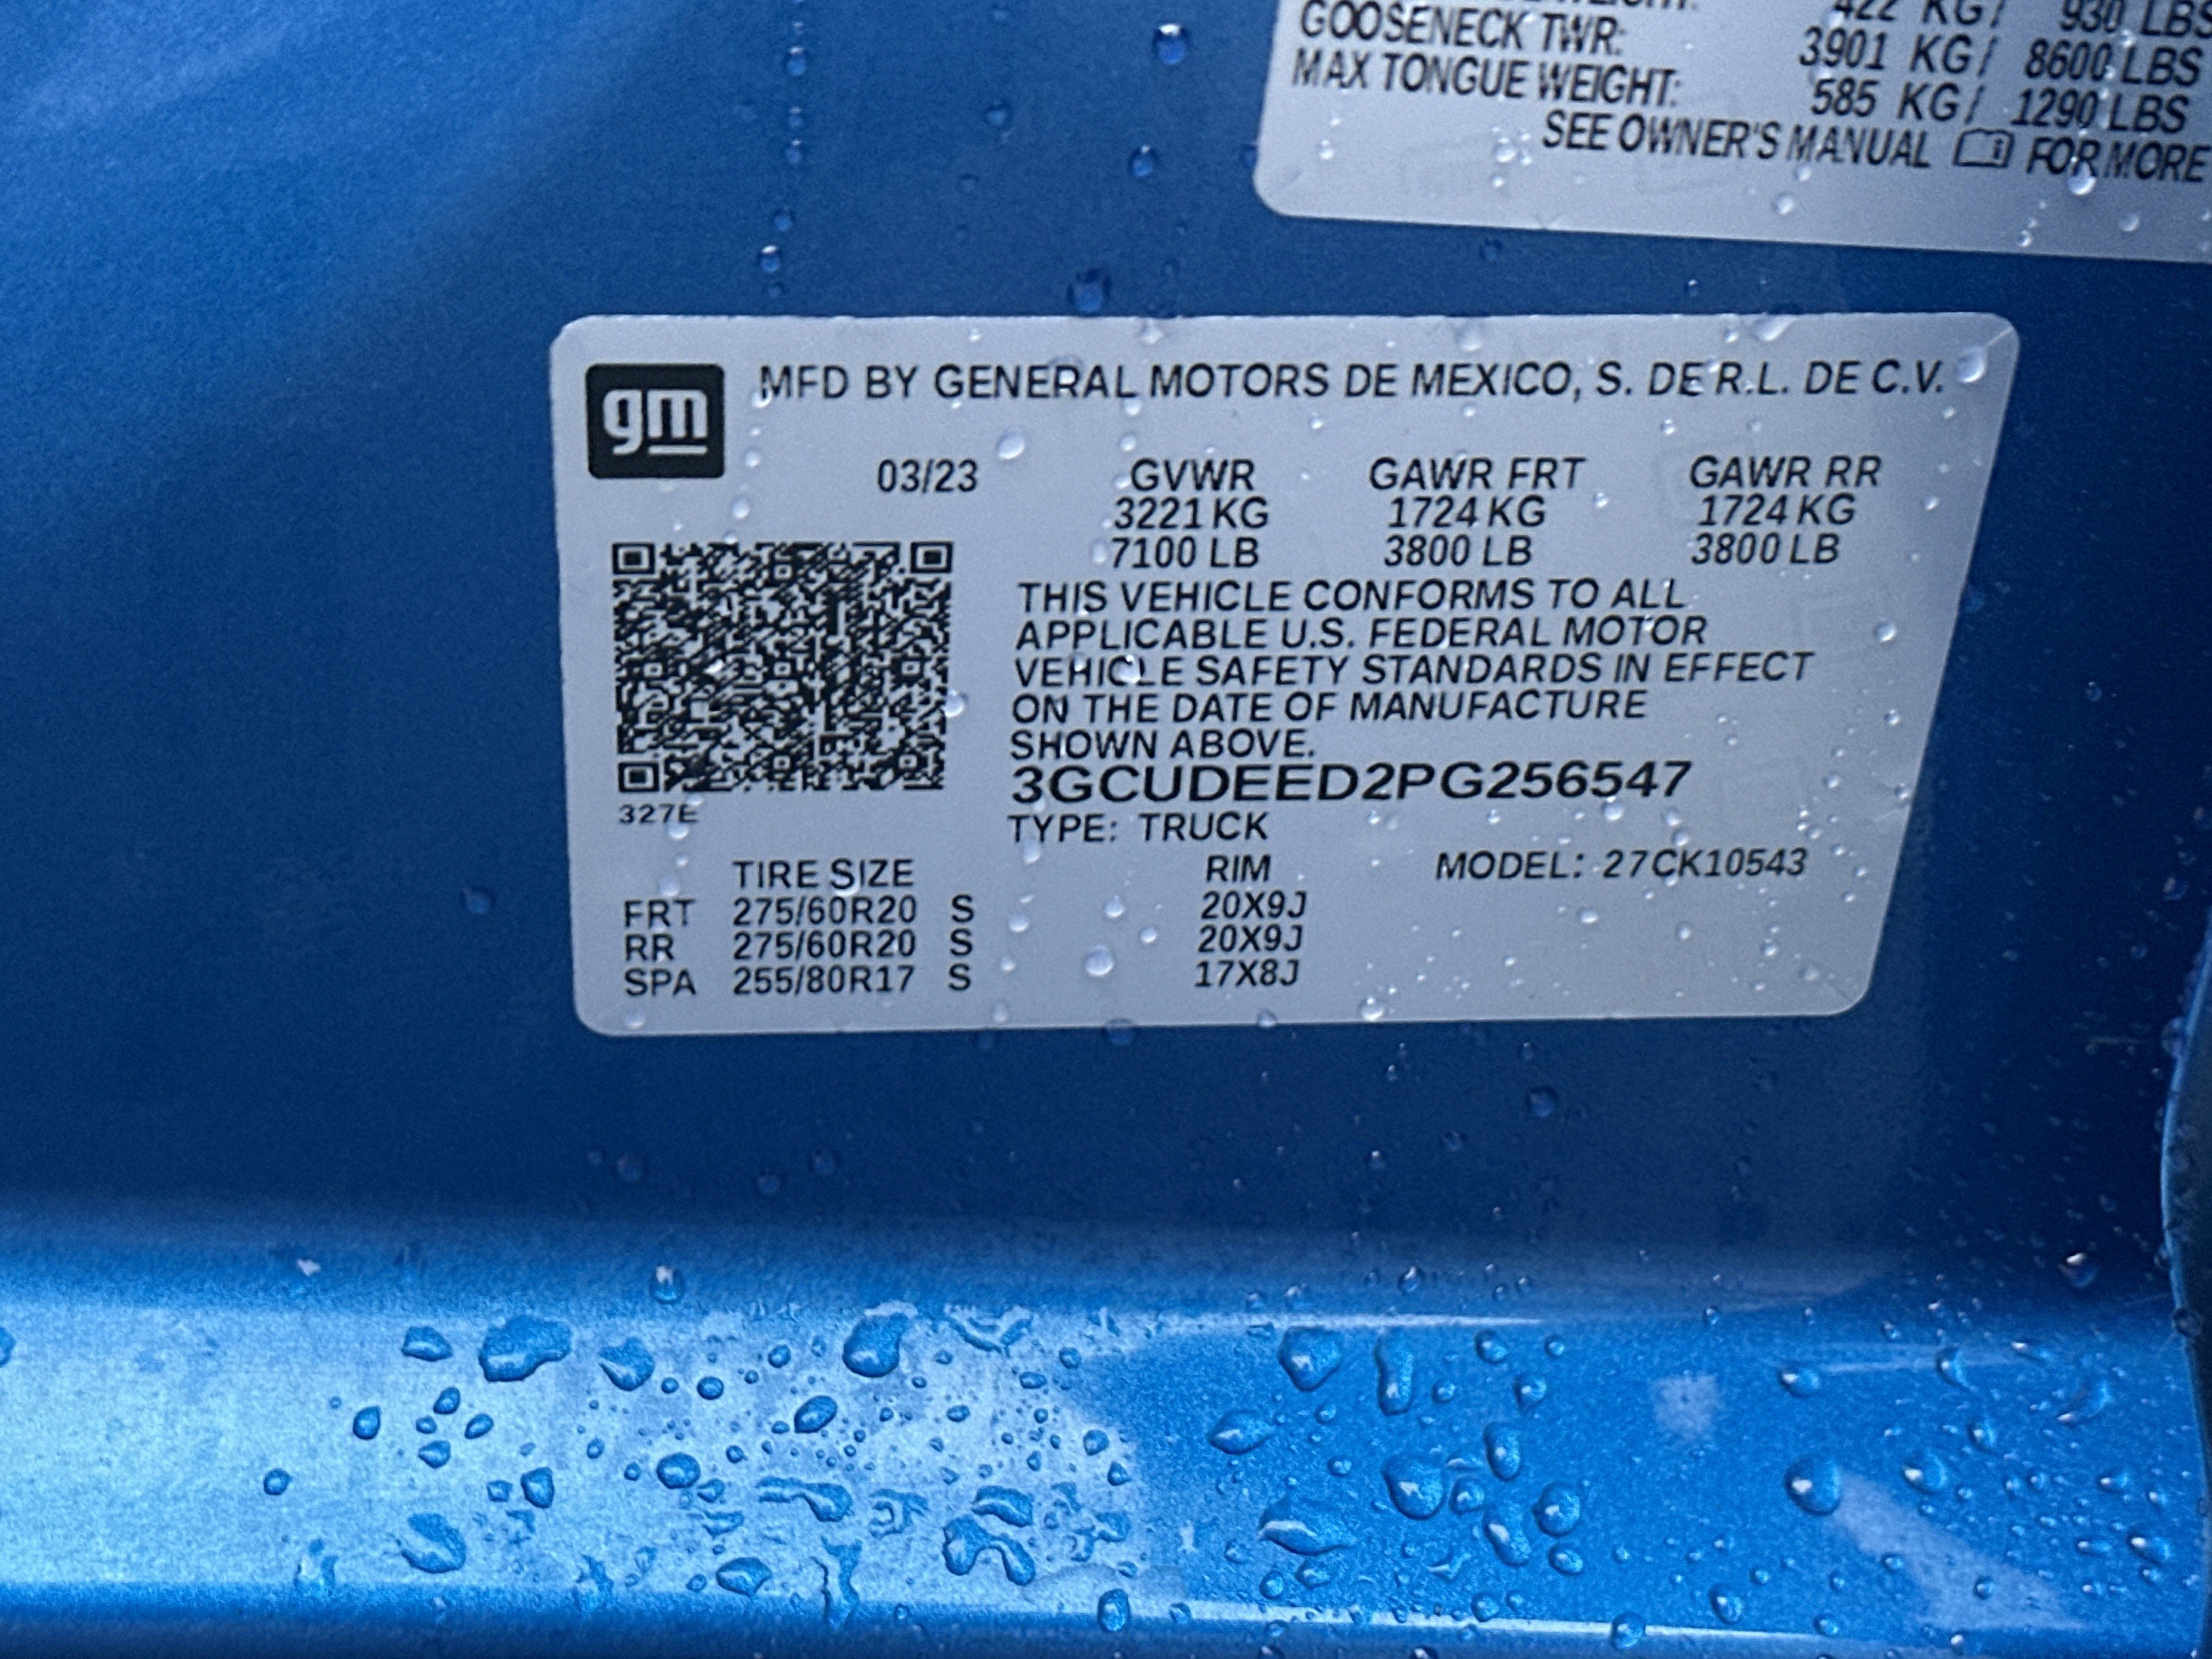 422 KG / 930 LBS
GOOSENECK TWR: 3901 KG / 8600 LBS
MAX TONGUE WEIGHT: 585 KG / 1290 LBS
SEE OWNER'S MANUAL FOR MORE
gm MFD BY GENERAL MOTORS DE MEXICO, S. DE R.L. DE C.V.
03/23 GVWR GAWR FRT GAWR RR
3221 KG 1724 KG 1724 KG
7100 LB 3800 LB 3800 LB
THIS VEHICLE CONFORMS TO ALL
APPLICABLE U.S. FEDERAL MOTOR
VEHICLE SAFETY STANDARDS IN EFFECT
ON THE DATE OF MANUFACTURE
SHOWN ABOVE.
3GCUDEED2PG256547
327E
TYPE: TRUCK
TIRE SIZE RIM MODEL: 27CK10543
FRT 275/60R20 S 20X9J
RR 275/60R20 S 20X9J
SPA 255/80R17 S 17X8J